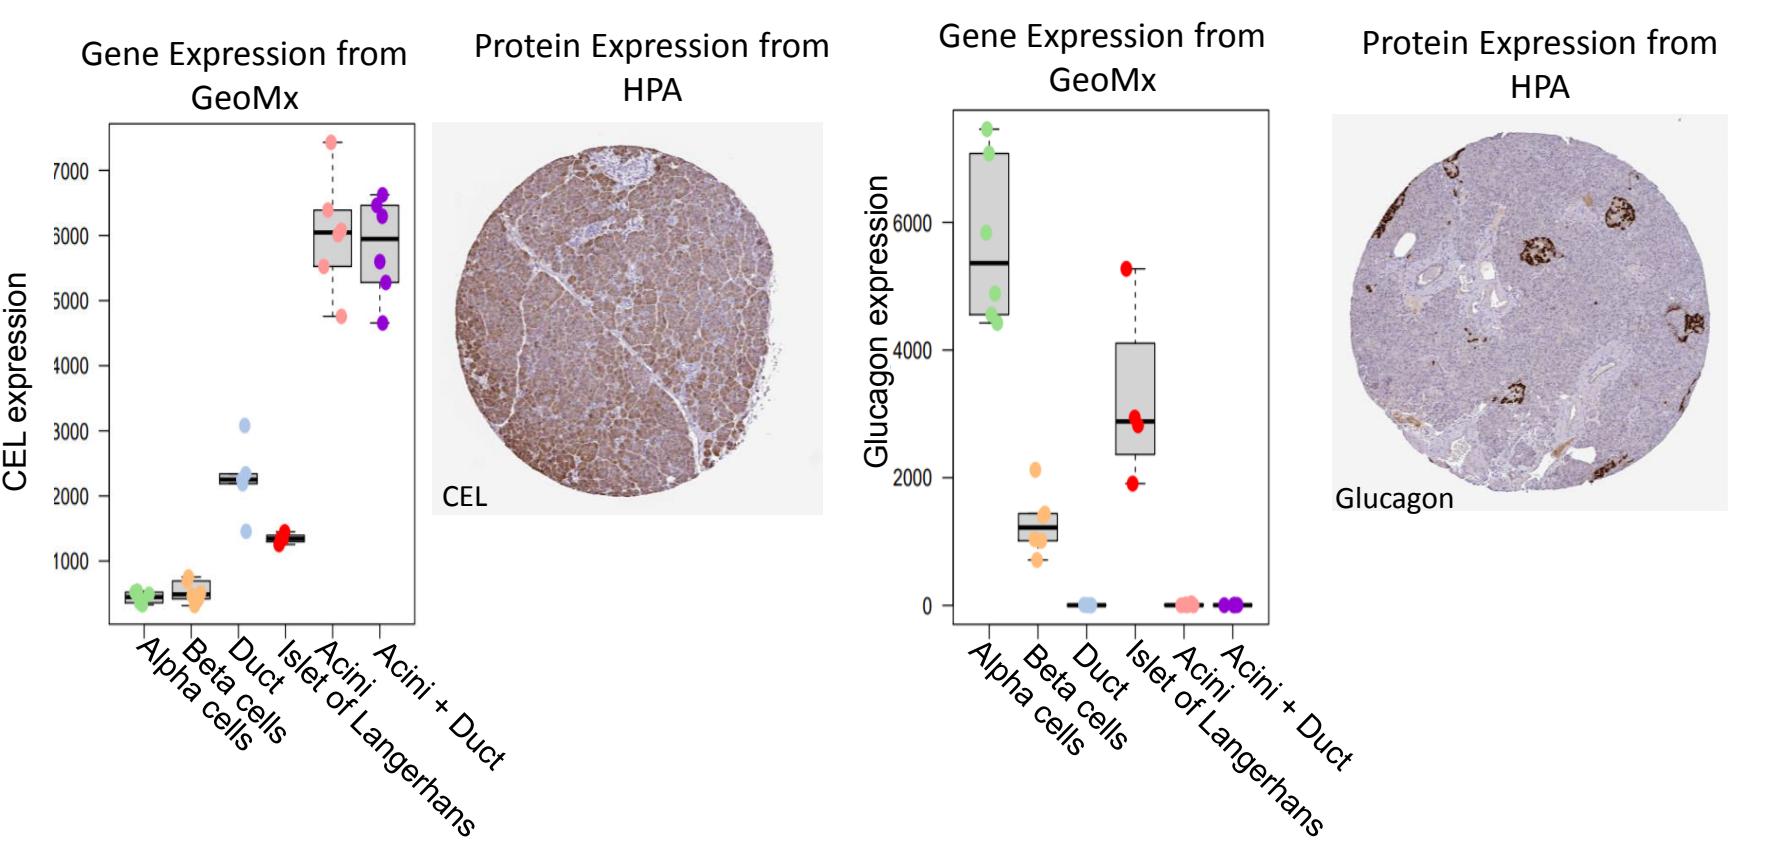 Gene Expression from
GeoMx
Protein Expression from
HPA
CEL expression
7000
6000
5000
4000
3000
2000
1000
Alpha cells
Beta cells
Duct
Islet of Langerhans
Acini
Acini + Duct
CEL
Gene Expression from
GeoMx
Protein Expression from
HPA
Glucagon expression
6000
4000
2000
0
Alpha cells
Beta cells
Duct
Islet of Langerhans
Acini
Acini + Duct
Glucagon